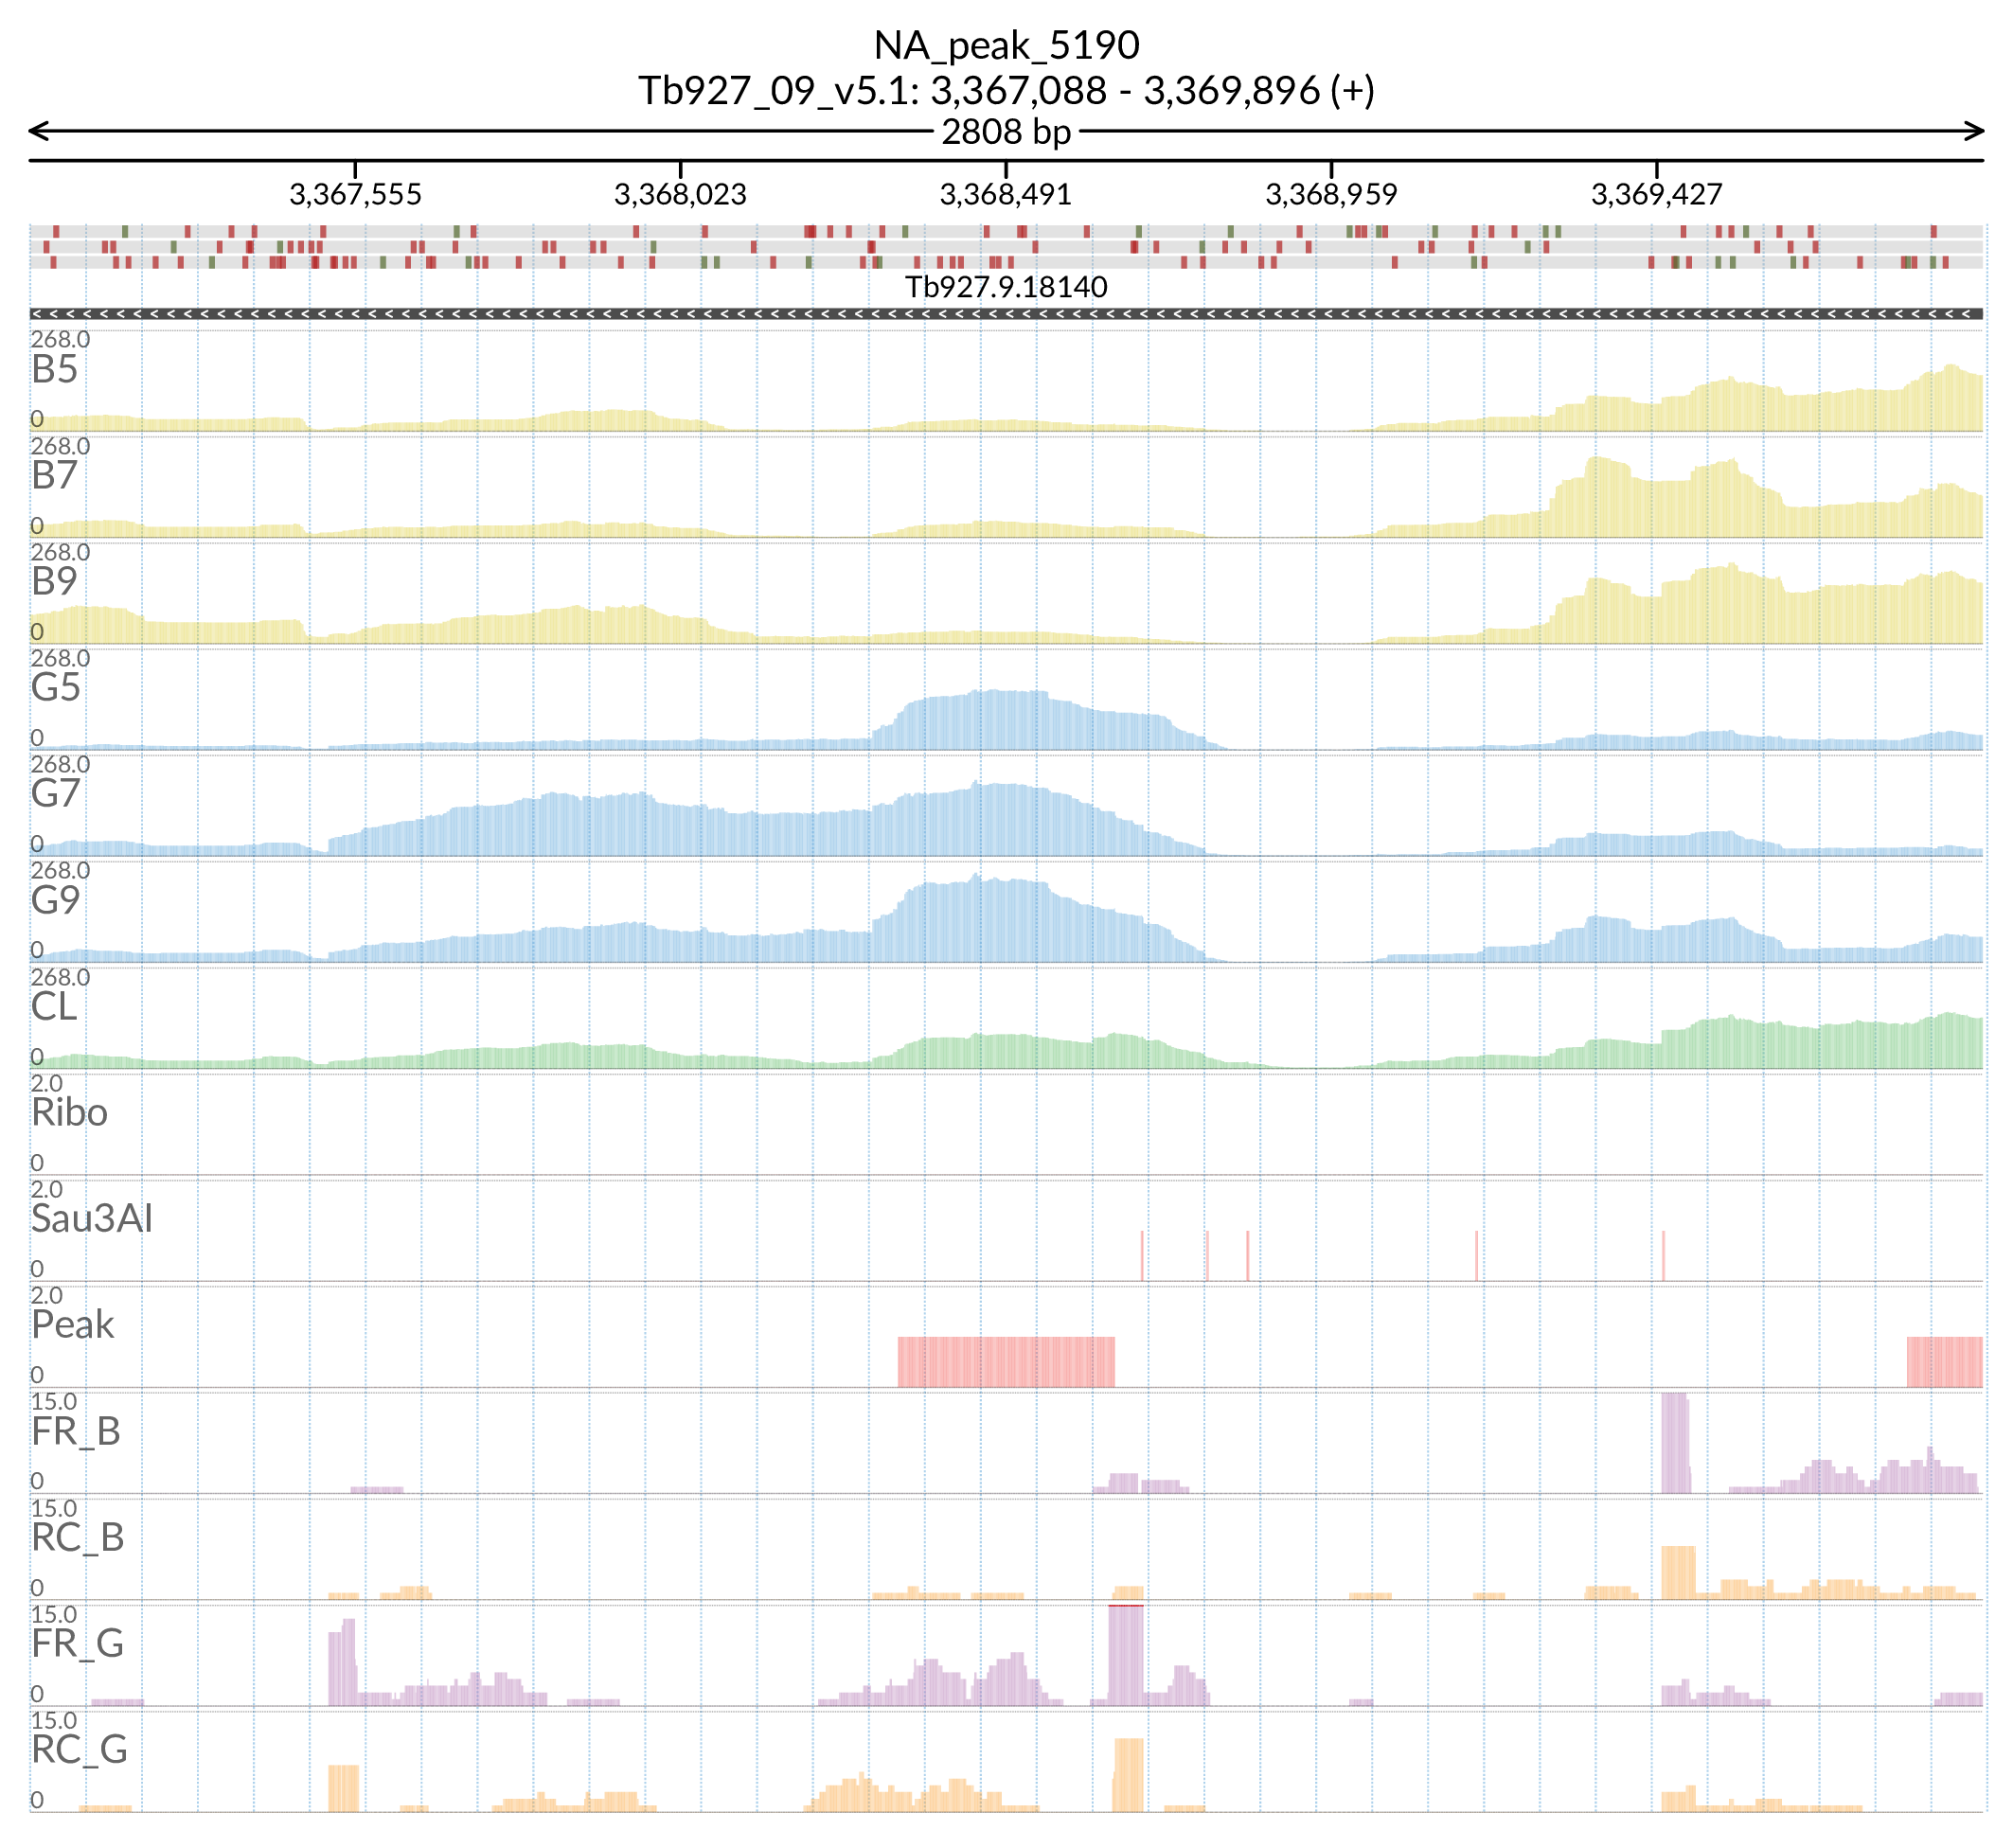 NA_peak_5190
Tb927_09_v5.1: 3,367,088 - 3,369,896 (+)
2808 bp
3,367,555 3,368,023 3,368,491 3,368,959 3,369,427
Tb927.9.18140
268.0
B5
0
268.0
B7
0
268.0
B9
0
268.0
G5
0
268.0
G7
0
268.0
G9
0
268.0
CL
0
2.0
Ribo
0
2.0
Sau3AI
0
2.0
Peak
0
15.0
FR_B
0
15.0
RC_B
0
15.0
FR_G
0
15.0
RC_G
0